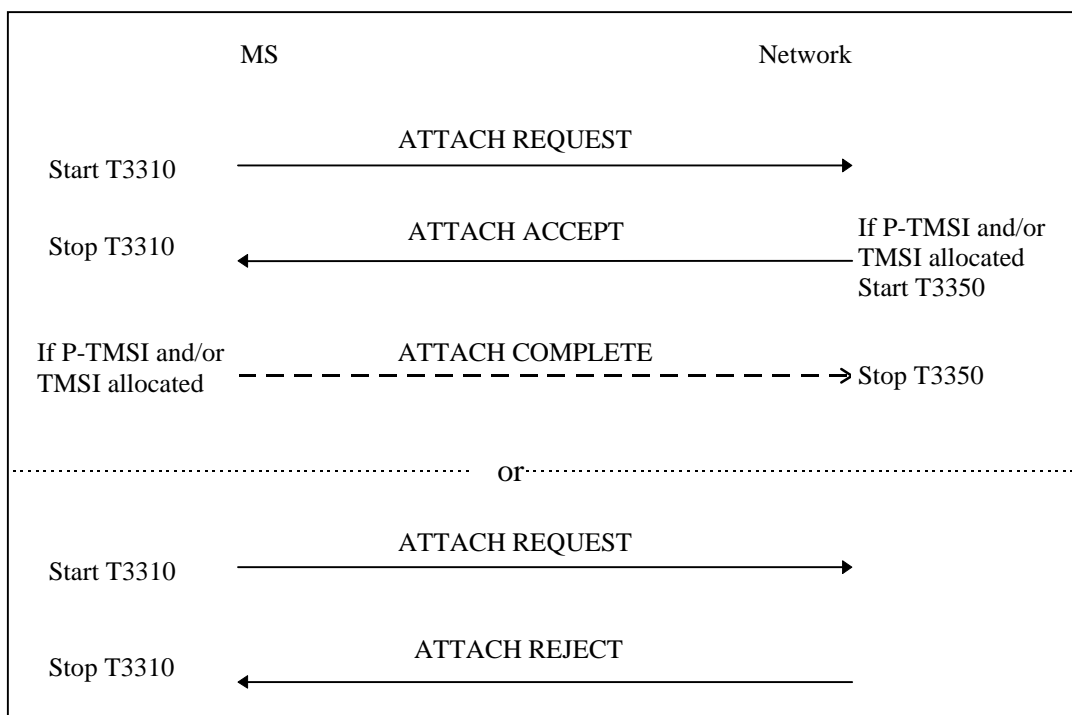 MS
Network
ATTACH REQUEST
Start T3310
ATTACH ACCEPT
Stop T3310
If P-TMSI and/or
TMSI allocated
Start T3350
If P-TMSI and/or
TMSI allocated
ATTACH COMPLETE
Stop T3350
or
ATTACH REQUEST
Start T3310
ATTACH REJECT
Stop T3310